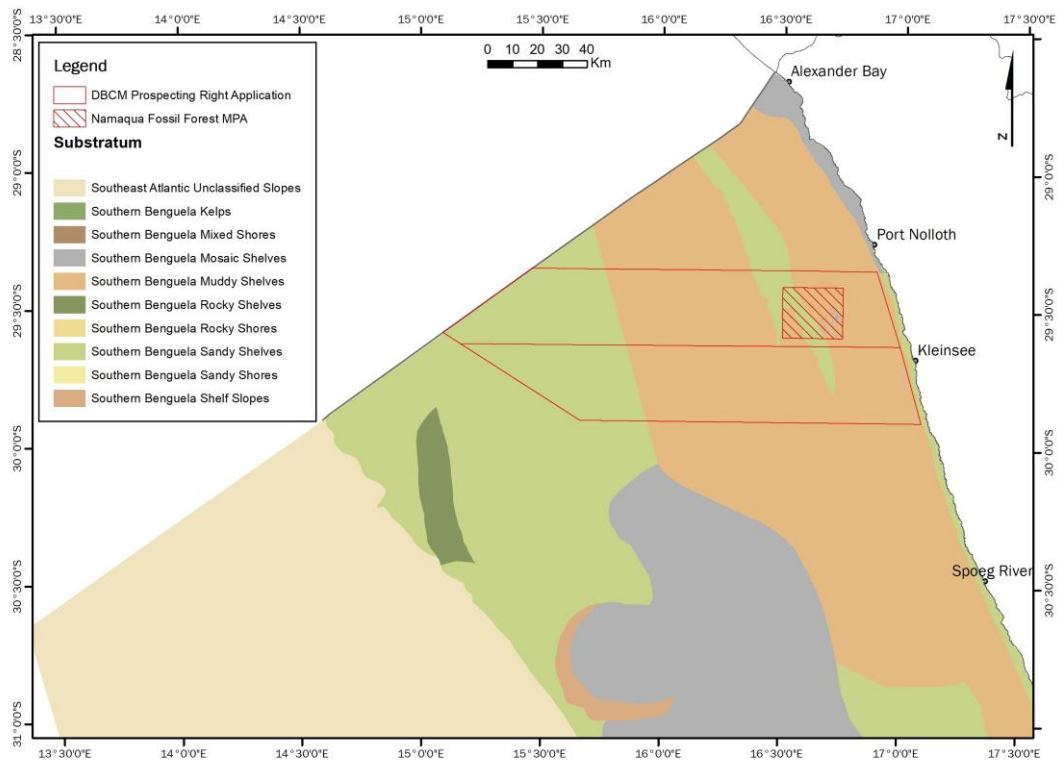 13°30'0"E 14°0'0"E 14°30'0"E 15°0'0"E 15°30'0"E 16°0'0"E 16°30'0"E 17°0'0"E 17°30'0"E
28°30'0"S
29°0'0"S
29°30'0"S
30°0'0"S
30°30'0"S
31°0'0"S
Legend
DBCM Prospecting Right Application
Namaqua Fossil Forest MPA
Substratum
Southeast Atlantic Unclassified Slopes
Southern Benguela Kelps
Southern Benguela Mixed Shores
Southern Benguela Mosaic Shelves
Southern Benguela Muddy Shelves
Southern Benguela Rocky Shelves
Southern Benguela Rocky Shores
Southern Benguela Sandy Shelves
Southern Benguela Sandy Shores
Southern Benguela Shelf Slopes
0 10 20 30 40
Km
Alexander Bay
N
Port Nolloth
Kleinsee
Spoeg River
29°0'0"S
29°30'0"S
30°0'0"S
30°30'0"S
13°30'0"E 14°0'0"E 14°30'0"E 15°0'0"E 15°30'0"E 16°0'0"E 16°30'0"E 17°0'0"E 17°30'0"E